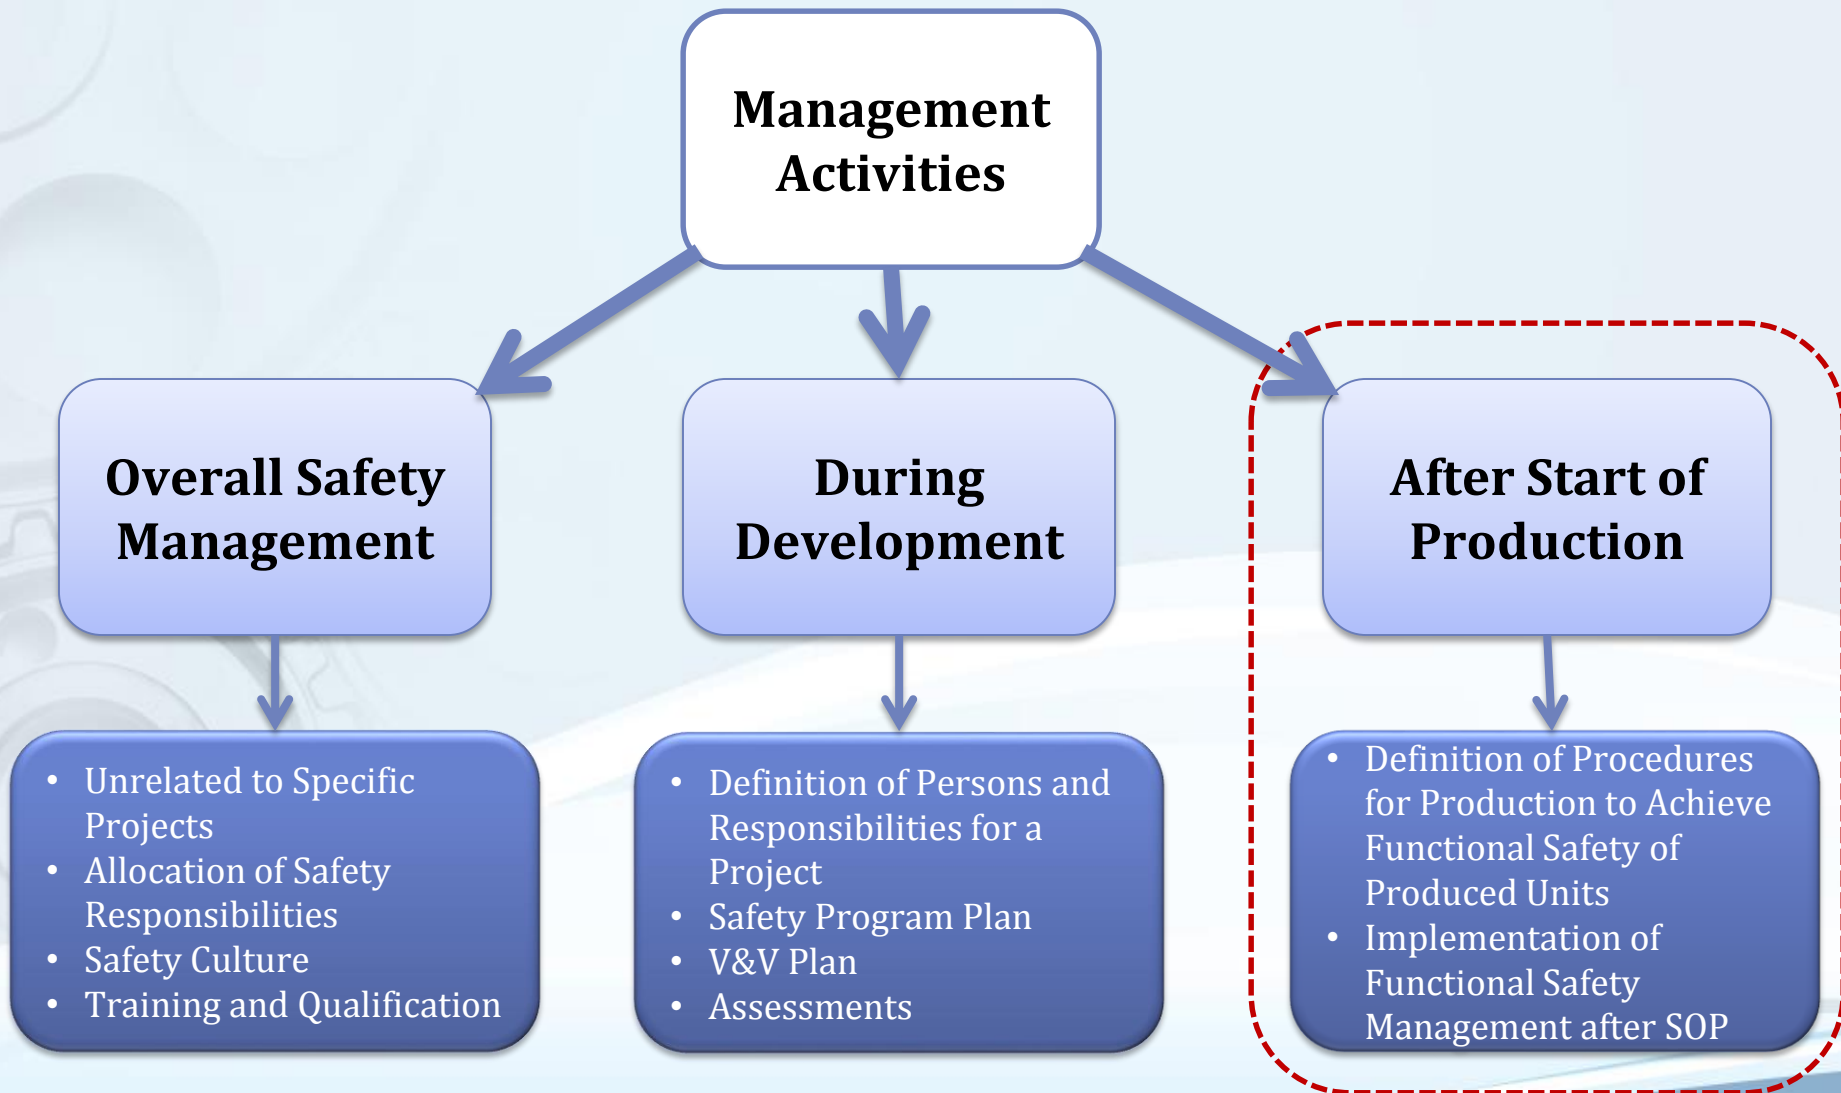 Management
Activities
Overall Safety
Management
During
Development
After Start of
Production
• Unrelated to Specific
Projects
• Allocation of Safety
Responsibilities
• Safety Culture
• Training and Qualification
• Definition of Persons and
Responsibilities for a
Project
• Safety Program Plan
• V&V Plan
• Assessments
• Definition of Procedures
for Production to Achieve
Functional Safety of
Produced Units
• Implementation of
Functional Safety
Management after SOP